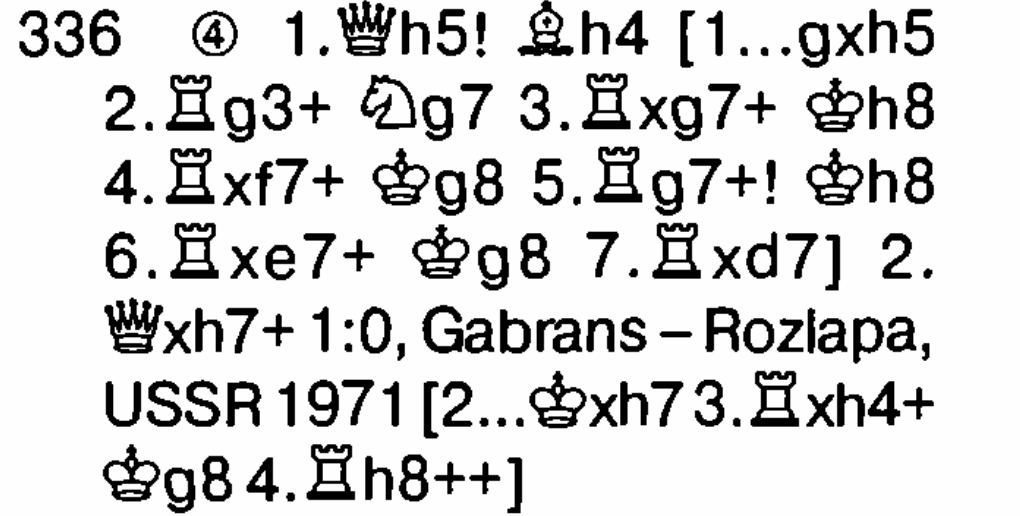 336 ④ 1.♕h5! ♗h4 [1...gxh5
2.♖g3+ ♘g7 3.♖xg7+ ♔h8
4.♖xf7+ ♔g8 5.♖g7+! ♔h8
6.♖xe7+ ♔g8 7.♖xd7] 2.
♕xh7+ 1:0, Gabrans – Rozlapa,
USSR 1971 [2...♔xh7 3.♖xh4+
♔g8 4.♖h8++]